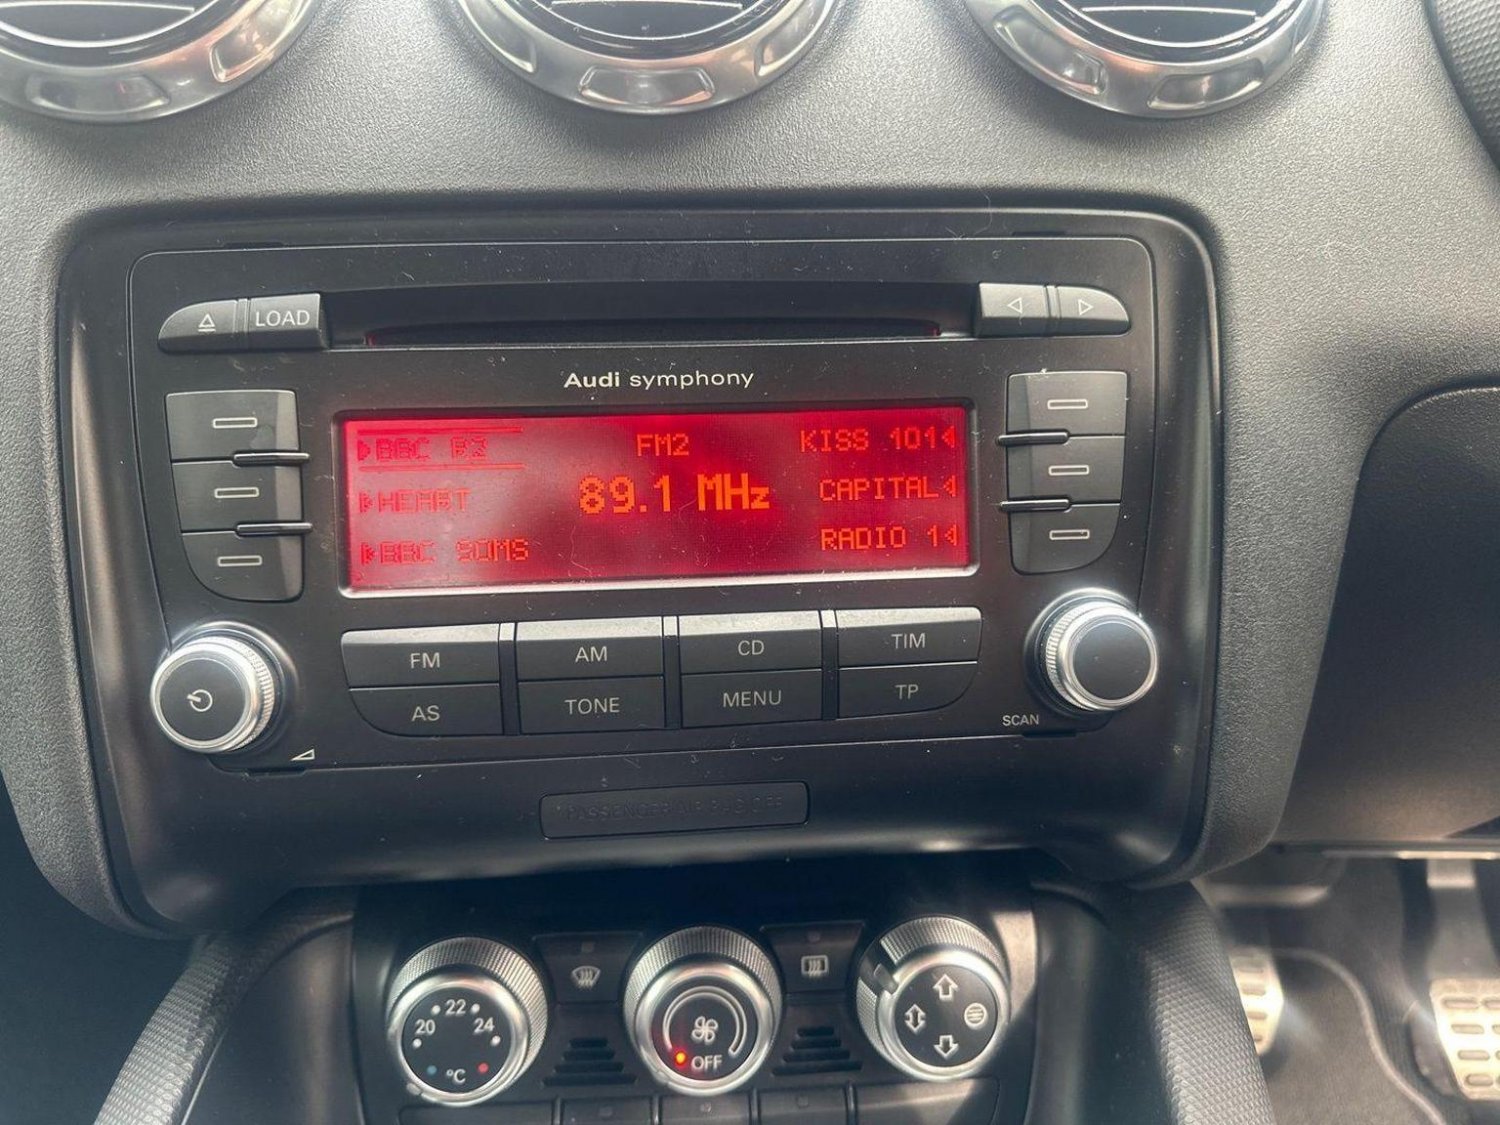 LOAD
Audi symphony
BBC R2 FM2 KISS 101
HEART 89.1 MHz CAPITAL
BBC SOMS RADIO 1
FM AM CD TIM
AS TONE MENU TP
SCAN
PASSENGER AIR BAG OFF
20 22 24
°C
OFF